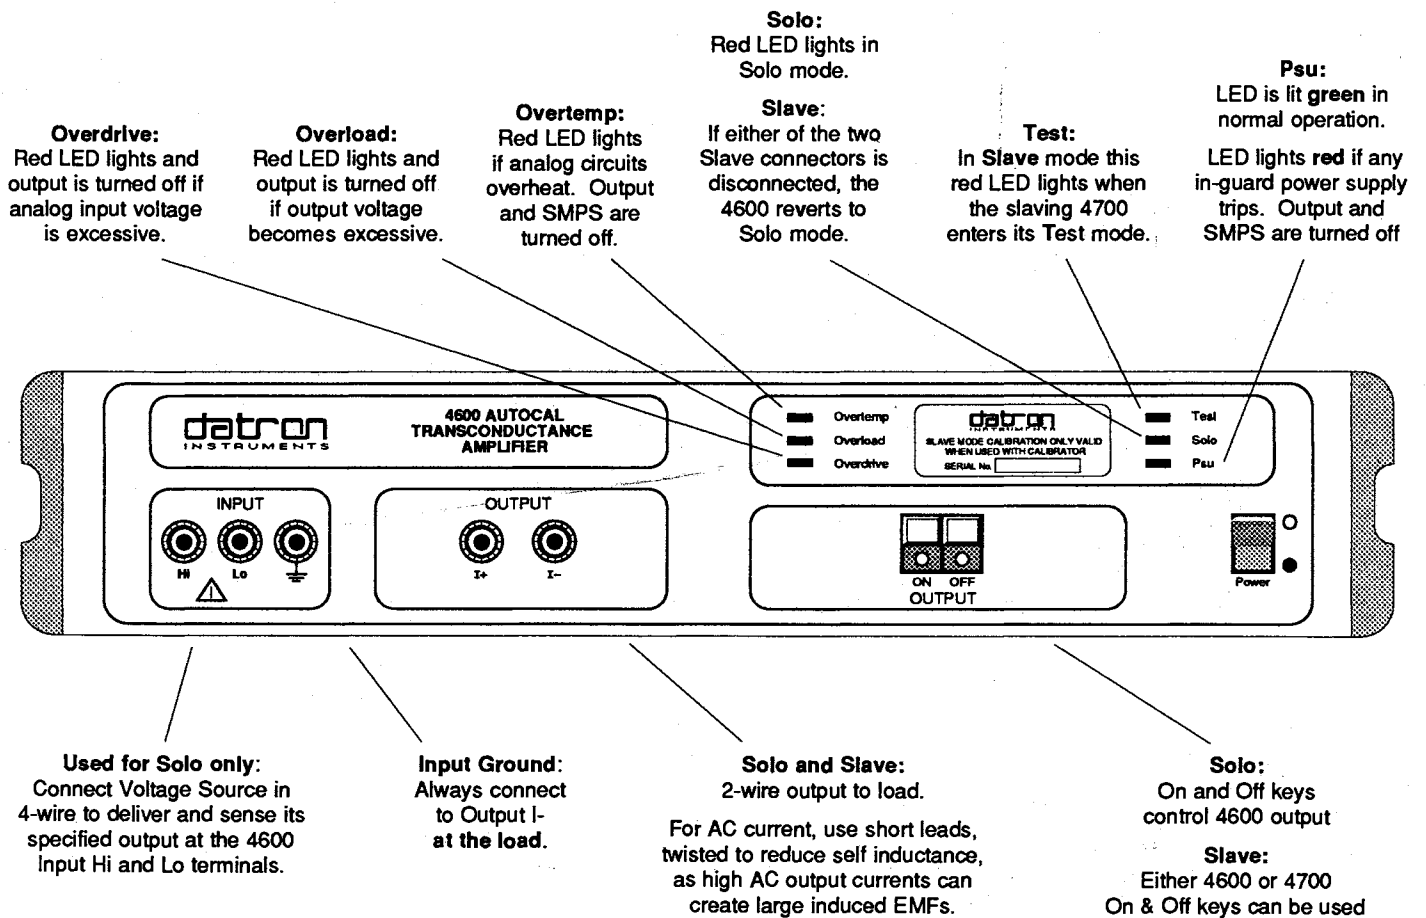 Solo:
Red LED lights in
Solo mode.
Slave:
If either of the two
Slave connectors is
disconnected, the
4600 reverts to
Solo mode.
Psu:
LED is lit green in
normal operation.
LED lights red if any
in-guard power supply
trips. Output and
SMPS are turned off
Overdrive:
Red LED lights and
output is turned off if
analog input voltage
is excessive.
Overload:
Red LED lights and
output is turned off
if output voltage
becomes excessive.
Overtemp:
Red LED lights
if analog circuits
overheat. Output
and SMPS are
turned off.
Test:
In Slave mode this
red LED lights when
the slaving 4700
enters its Test mode.
datron
INSTRUMENTS
4600 AUTOCAL
TRANSCONDUCTANCE
AMPLIFIER
Overtemp
Overload
Overdrive
datron
INSTRUMENTS
SLAVE MODE CALIBRATION ONLY VALID
WHEN USED WITH CALIBRATOR
SERIAL No.
Test
Solo
Psu
INPUT
Hi
Lo
OUTPUT
I+
I-
ON OFF
OUTPUT
Power
Used for Solo only:
Connect Voltage Source in
4-wire to deliver and sense its
specified output at the 4600
Input Hi and Lo terminals.
Input Ground:
Always connect
to Output I-
at the load.
Solo and Slave:
2-wire output to load.
For AC current, use short leads,
twisted to reduce self inductance,
as high AC output currents can
create large induced EMFs.
Solo:
On and Off keys
control 4600 output
Slave:
Either 4600 or 4700
On & Off keys can be used